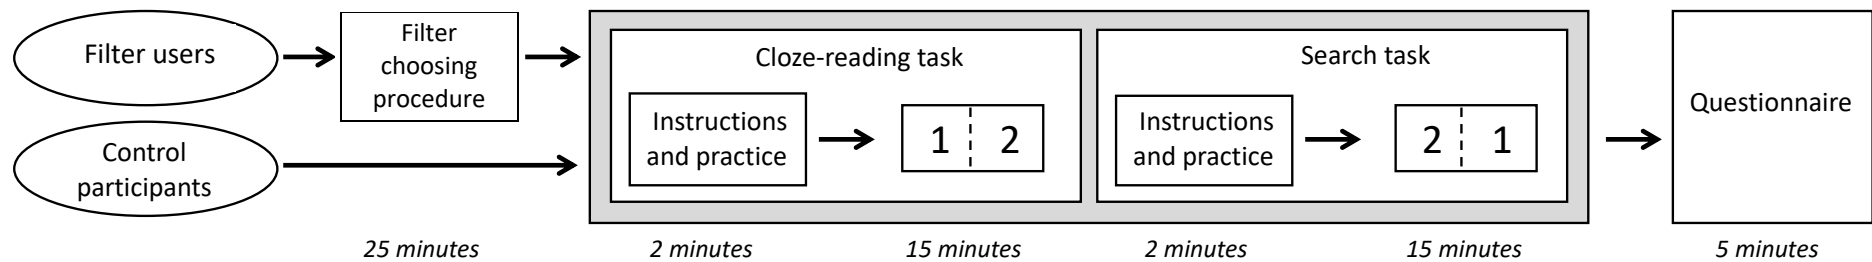 Filter users
Control
participants
Filter
choosing
procedure
Cloze-reading task
Instructions
and practice
1 2
Search task
Instructions
and practice
2 1
Questionnaire
25 minutes
2 minutes
15 minutes
2 minutes
15 minutes
5 minutes